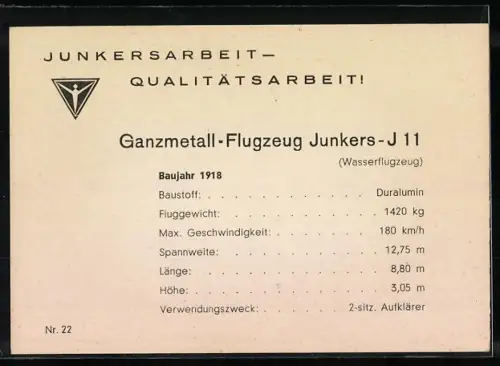 JUNKERSARBEIT –
QUALITÄTSARBEIT!
Ganzmetall-Flugzeug Junkers-J 11
(Wasserflugzeug)
Baujahr 1918
Baustoff: . . . . . . . . . . . . Duralumin
Fluggewicht: . . . . . . . . . . 1420 kg
Max. Geschwindigkeit: . . . . . . . 180 km/h
Spannweite: . . . . . . . . . . . 12,75 m
Länge: . . . . . . . . . . . . . 8,80 m
Höhe: . . . . . . . . . . . . . 3,05 m
Verwendungszweck: . . . . . . 2-sitz. Aufklärer
Nr. 22